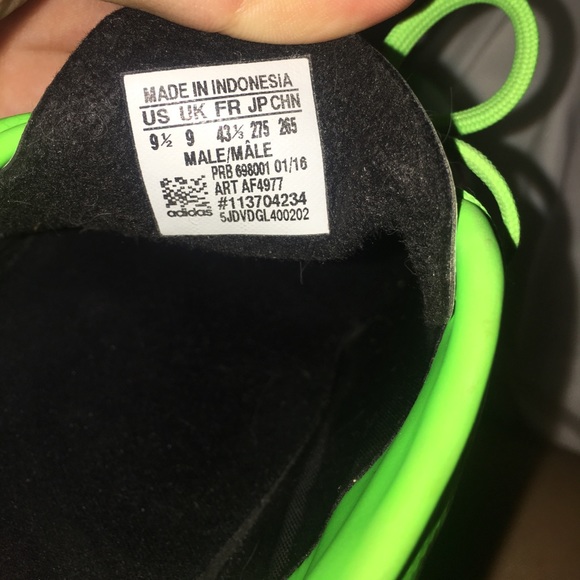 MADE IN INDONESIA
US UK FR JP CHN
9½ 9 43⅓ 275 265
MALE/MÂLE
PRB 698001 01/16
ART AF4977
#113704234
adidas 5JDVDGL400202